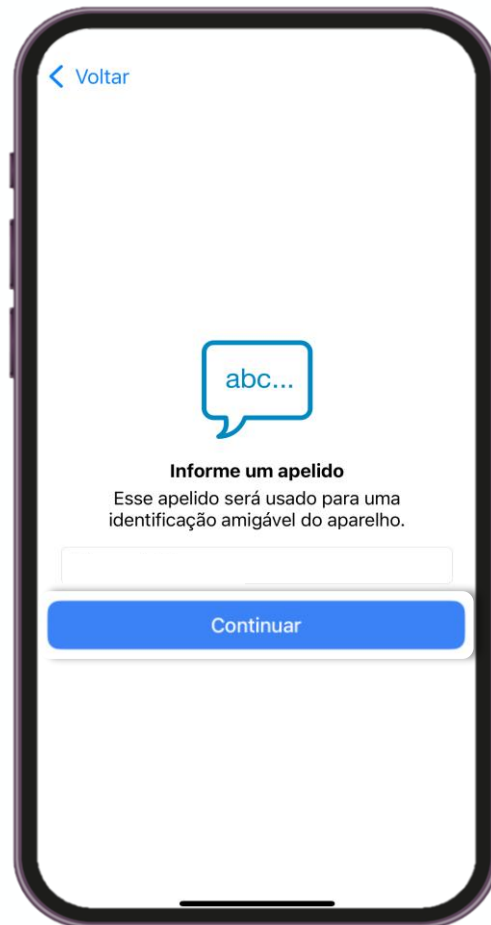 Voltar
abc...
Informe um apelido
Esse apelido será usado para uma
identificação amigável do aparelho.
Continuar